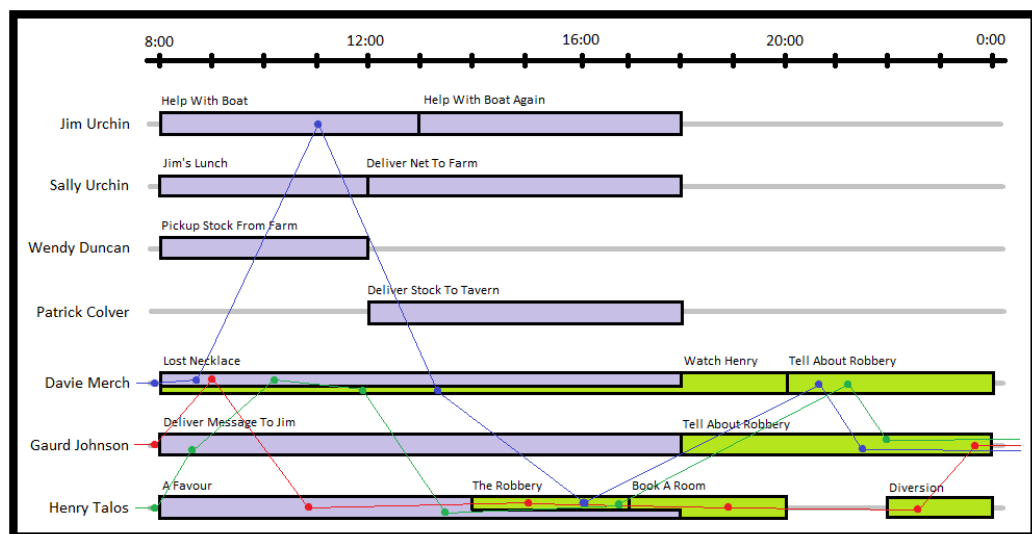 8:00 12:00 16:00 20:00 0:00
Help With Boat Help With Boat Again
Jim Urchin
Jim's Lunch Deliver Net To Farm
Sally Urchin
Pickup Stock From Farm
Wendy Duncan
Deliver Stock To Tavern
Patrick Colver
Lost Necklace Watch Henry Tell About Robbery
Davie Merch
Deliver Message To Jim Tell About Robbery
Gaurd Johnson
A Favour The Robbery Book A Room Diversion
Henry Talos